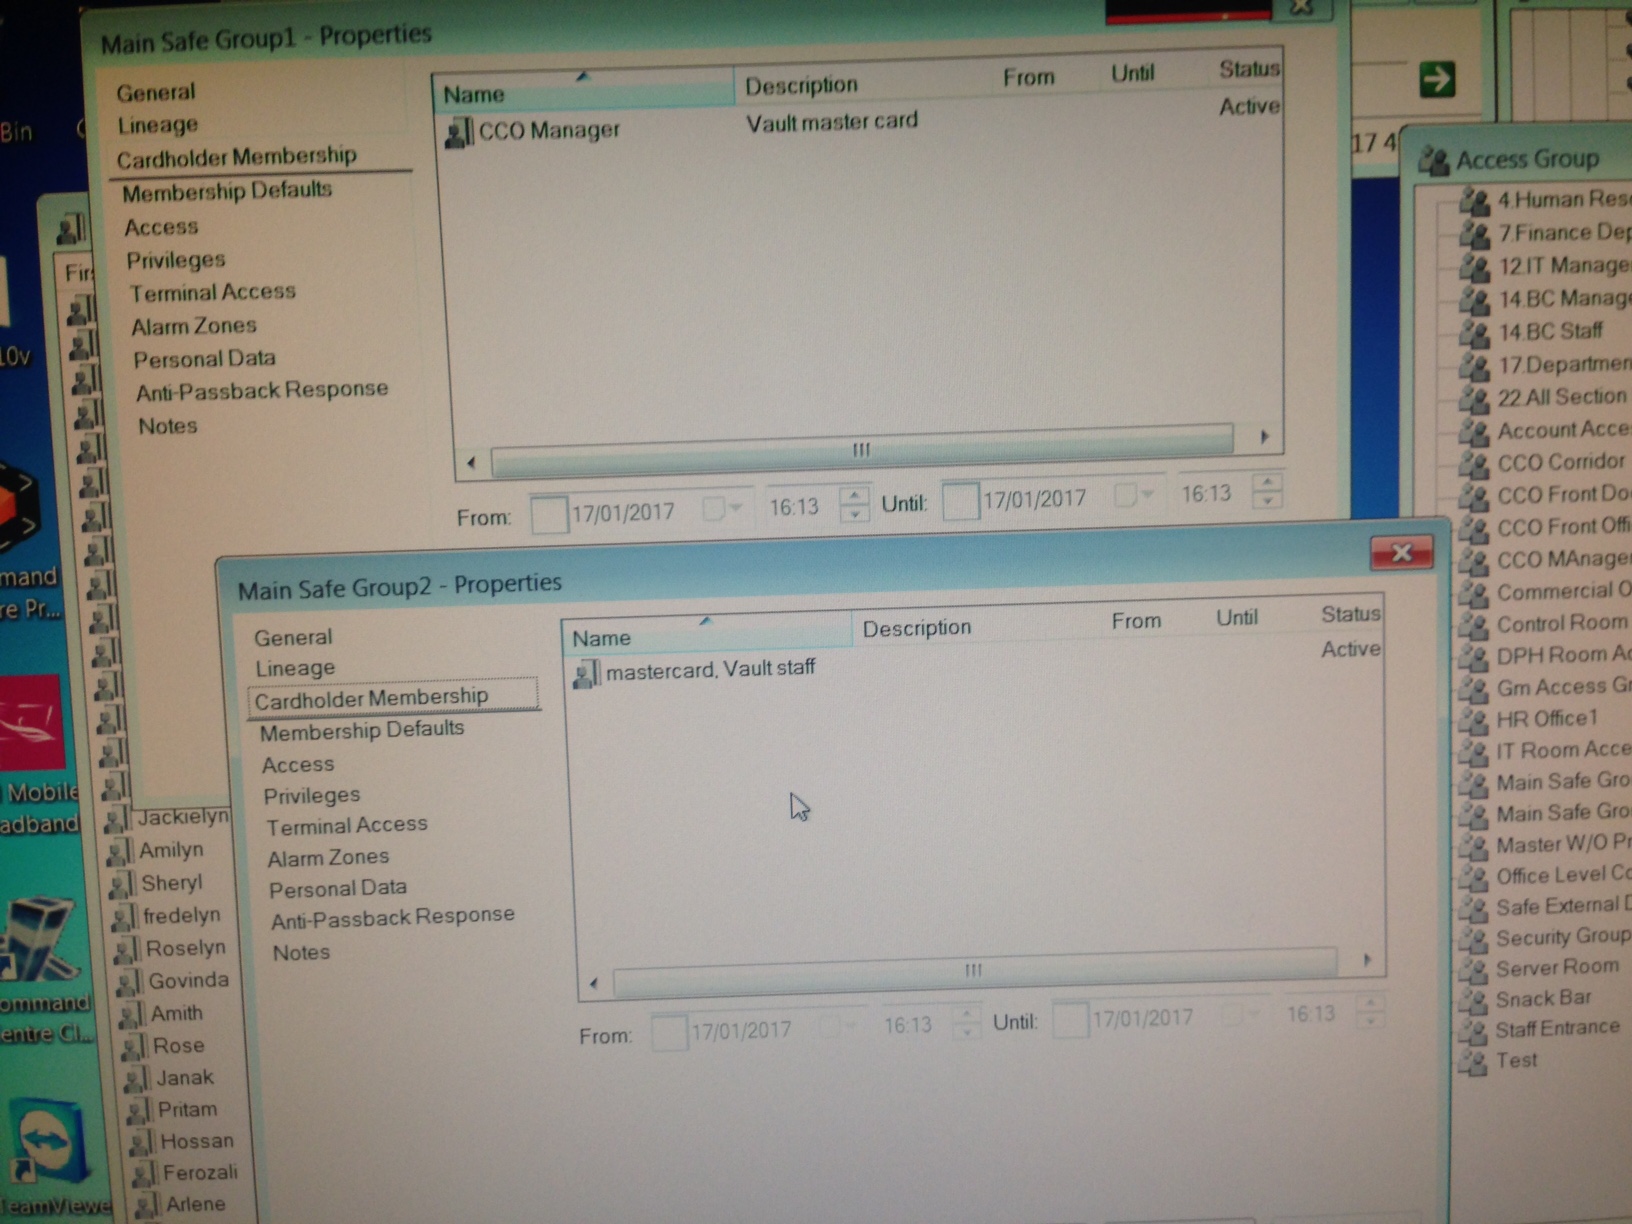 Main Safe Group1 - Properties
General
Lineage
Cardholder Membership
Membership Defaults
Access
Privileges
Terminal Access
Alarm Zones
Personal Data
Anti-Passback Response
Notes
Name Description From Until Status
CCO Manager Vault master card Active
From: 17/01/2017 16:13 Until: 17/01/2017 16:13
Main Safe Group2 - Properties
General
Lineage
Cardholder Membership
Membership Defaults
Access
Privileges
Terminal Access
Alarm Zones
Personal Data
Anti-Passback Response
Notes
Name Description From Until Status
mastercard, Vault staff Active
From: 17/01/2017 16:13 Until: 17/01/2017 16:13
17 4
Access Group
4.Human Res
7.Finance Dep
12.IT Manage
14.BC Manag
14.BC Staff
17.Departmen
22.All Section
Account Acce
CCO Corridor
CCO Front Do
CCO Front Offi
CCO MAnager
Commercial O
Control Room
DPH Room Ac
Gm Access Gr
HR Office1
IT Room Acce
Main Safe Gro
Main Safe Gro
Master W/O Pr
Office Level Co
Safe External D
Security Group
Server Room
Snack Bar
Staff Entrance
Test
Firs
Jackielyn
Amilyn
Sheryl
fredelyn
Roselyn
Govinda
Amith
Rose
Janak
Pritam
Hossan
Ferozali
Arlene
Bin
10v
mand
re Pr...
Mobile
adband
ommand
entre Cl...
TeamViewe